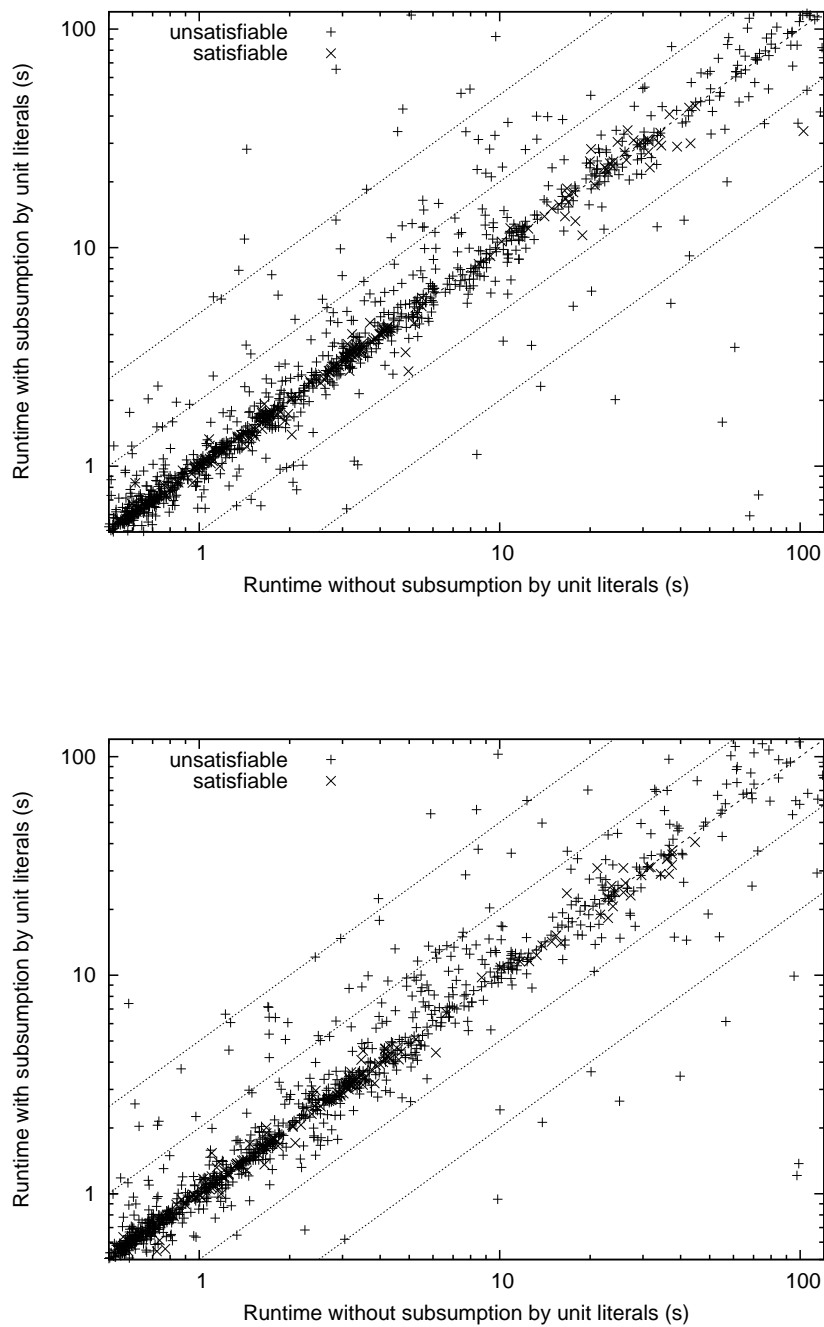 100
unsatisfiable
satisfiable
10
1
1
10
100
Runtime with subsumption by unit literals (s)
Runtime without subsumption by unit literals (s)
100
unsatisfiable
satisfiable
10
1
1
10
100
Runtime with subsumption by unit literals (s)
Runtime without subsumption by unit literals (s)